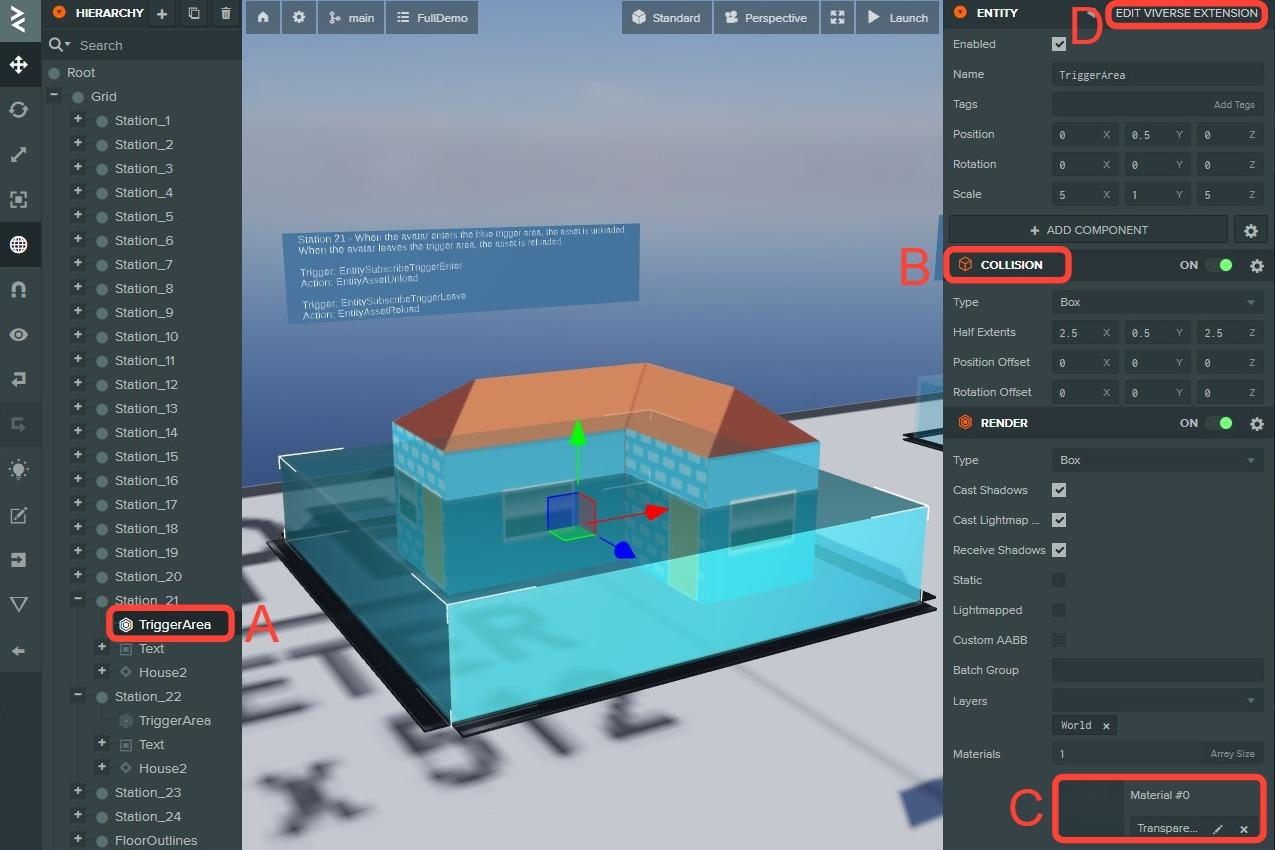 HIERARCHY
Search
Root
Grid
Station_1
Station_2
Station_3
Station_4
Station_5
Station_6
Station_7
Station_8
Station_9
Station_10
Station_11
Station_12
Station_13
Station_14
Station_15
Station_16
Station_17
Station_18
Station_19
Station_20
Station_21
TriggerArea
A
Text
House2
Station_22
TriggerArea
Text
House2
Station_23
Station_24
FloorOutlines
main
FullDemo
Standard
Perspective
Launch
Station 21 - When the avatar enters the blue trigger area, the asset is unloaded.
When the avatar leaves the trigger area, the asset is reloaded.
Trigger: EntitySubscribeTriggerEnter
Action: EntityAssetUnload
Trigger: EntitySubscribeTriggerLeave
Action: EntityAssetReload
ENTITY
D
EDIT VIVERSE EXTENSION
Enabled
Name TriggerArea
Tags Add Tags
Position 0 X 0.5 Y 0 Z
Rotation 0 X 0 Y 0 Z
Scale 5 X 1 Y 5 Z
+ ADD COMPONENT
B
COLLISION ON
Type Box
Half Extents 2.5 X 0.5 Y 2.5 Z
Position Offset 0 X 0 Y 0 Z
Rotation Offset 0 X 0 Y 0 Z
RENDER ON
Type Box
Cast Shadows
Cast Lightmap ...
Receive Shadows
Static
Lightmapped
Custom AABB
Batch Group
Layers
World ×
Materials 1 Array Size
C
Material #0
Transpare... ×